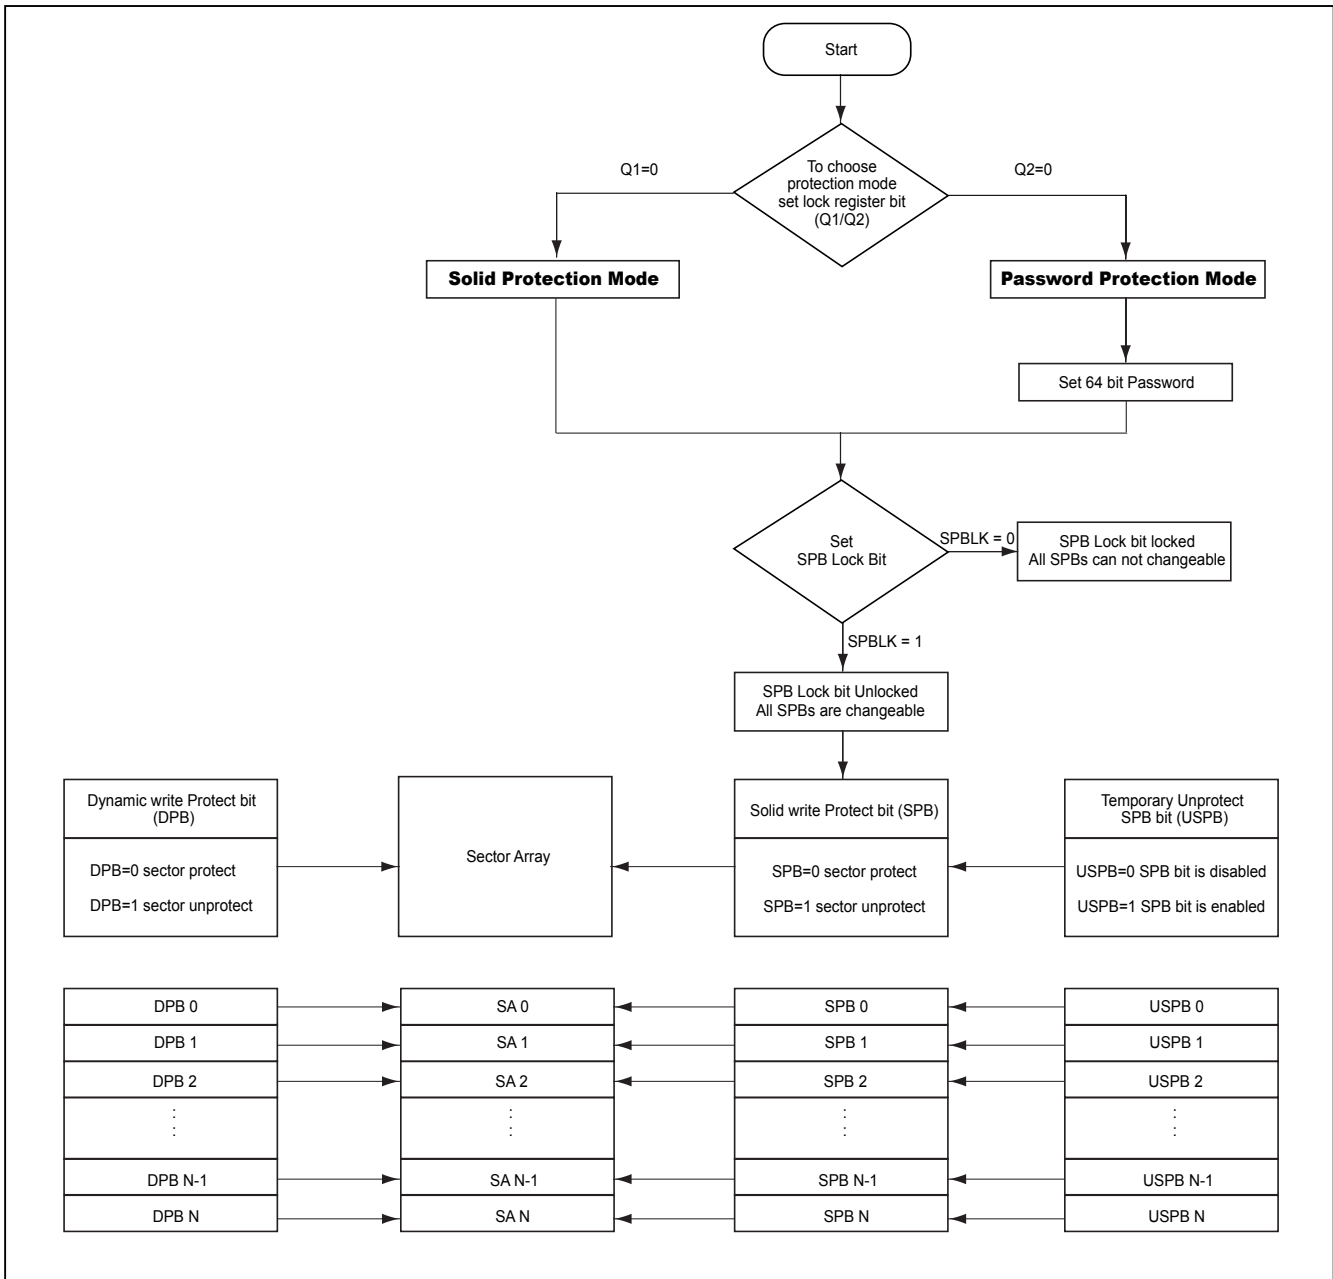 Start
To choose
protection mode
set lock register bit
(Q1/Q2)
Q1=0
Q2=0
Solid Protection Mode
Password Protection Mode
Set 64 bit Password
Set
SPB Lock Bit
SPBLK = 0
SPB Lock bit locked
All SPBs can not changeable
SPBLK = 1
SPB Lock bit Unlocked
All SPBs are changeable
Dynamic write Protect bit
(DPB)
DPB=0 sector protect
DPB=1 sector unprotect
Sector Array
Solid write Protect bit (SPB)
SPB=0 sector protect
SPB=1 sector unprotect
Temporary Unprotect
SPB bit (USPB)
USPB=0 SPB bit is disabled
USPB=1 SPB bit is enabled
DPB 0 SA 0 SPB 0 USPB 0
DPB 1 SA 1 SPB 1 USPB 1
DPB 2 SA 2 SPB 2 USPB 2
DPB N-1 SA N-1 SPB N-1 USPB N-1
DPB N SA N SPB N USPB N